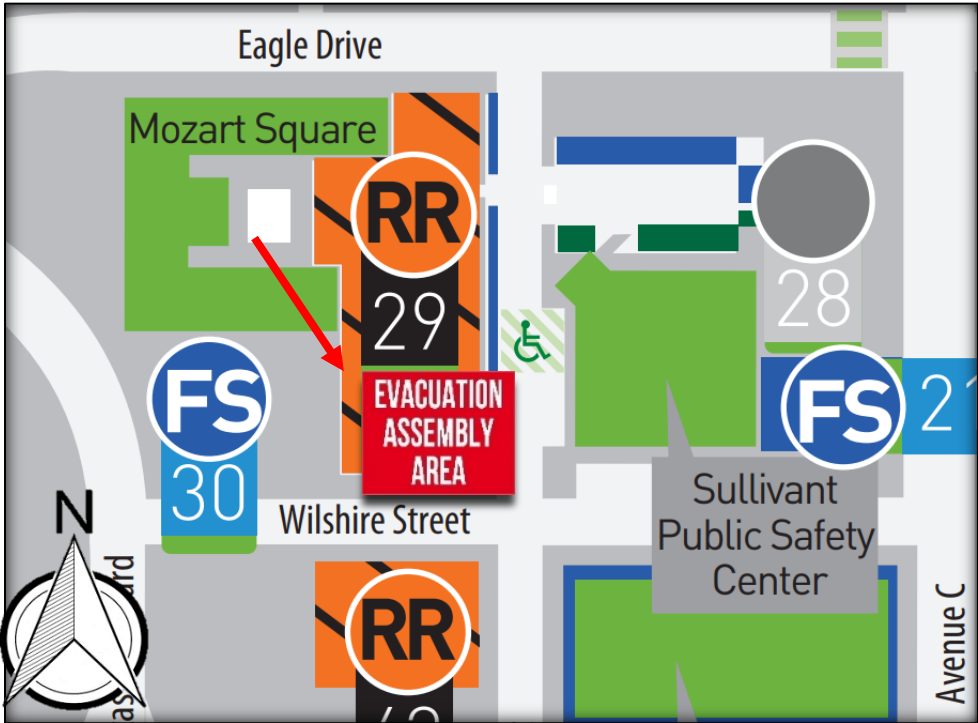 Eagle Drive
Mozart Square
RR
29
28
EVACUATION
ASSEMBLY
AREA
FS
30
FS
Wilshire Street
Sullivant
Public Safety
Center
N
RR
Avenue C